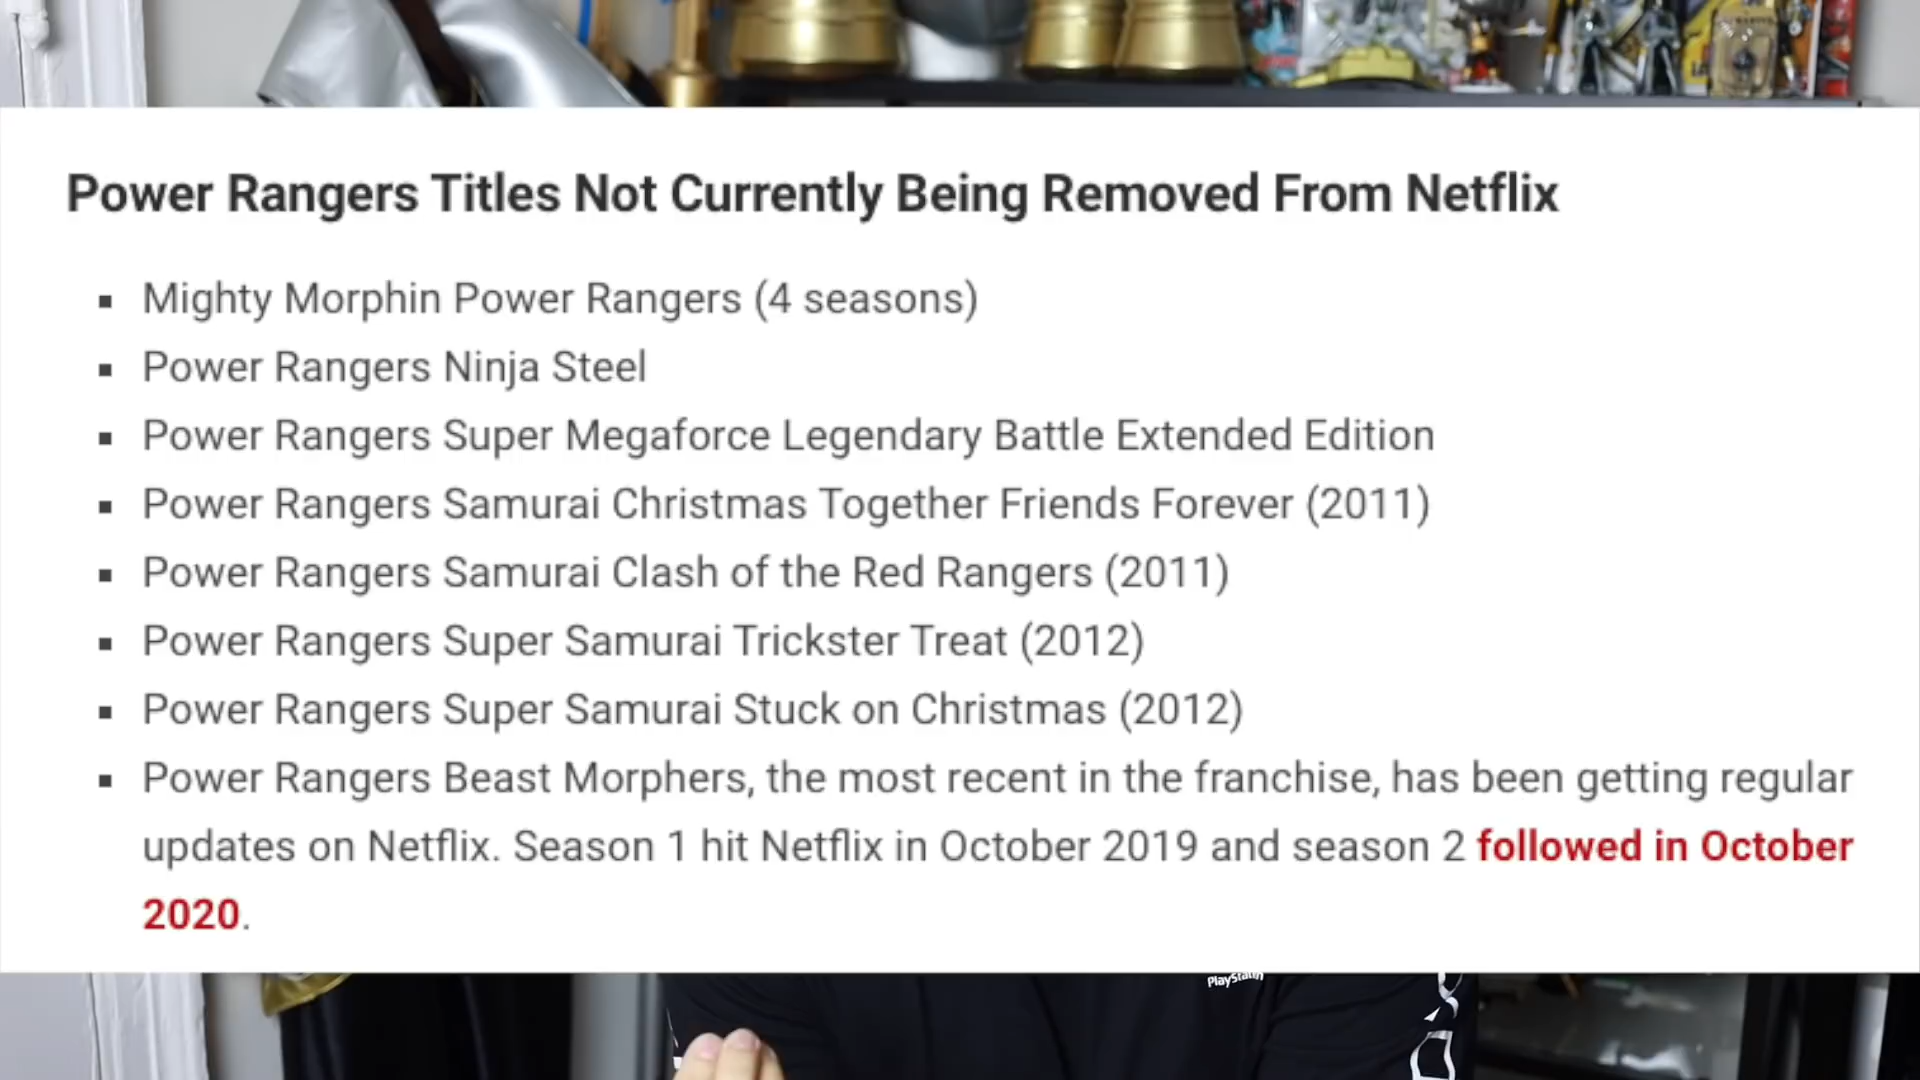 Power Rangers Titles Not Currently Being Removed From Netflix
▪ Mighty Morphin Power Rangers (4 seasons)
▪ Power Rangers Ninja Steel
▪ Power Rangers Super Megaforce Legendary Battle Extended Edition
▪ Power Rangers Samurai Christmas Together Friends Forever (2011)
▪ Power Rangers Samurai Clash of the Red Rangers (2011)
▪ Power Rangers Super Samurai Trickster Treat (2012)
▪ Power Rangers Super Samurai Stuck on Christmas (2012)
▪ Power Rangers Beast Morphers, the most recent in the franchise, has been getting regular
updates on Netflix. Season 1 hit Netflix in October 2019 and season 2 followed in October
2020.
PlayStation